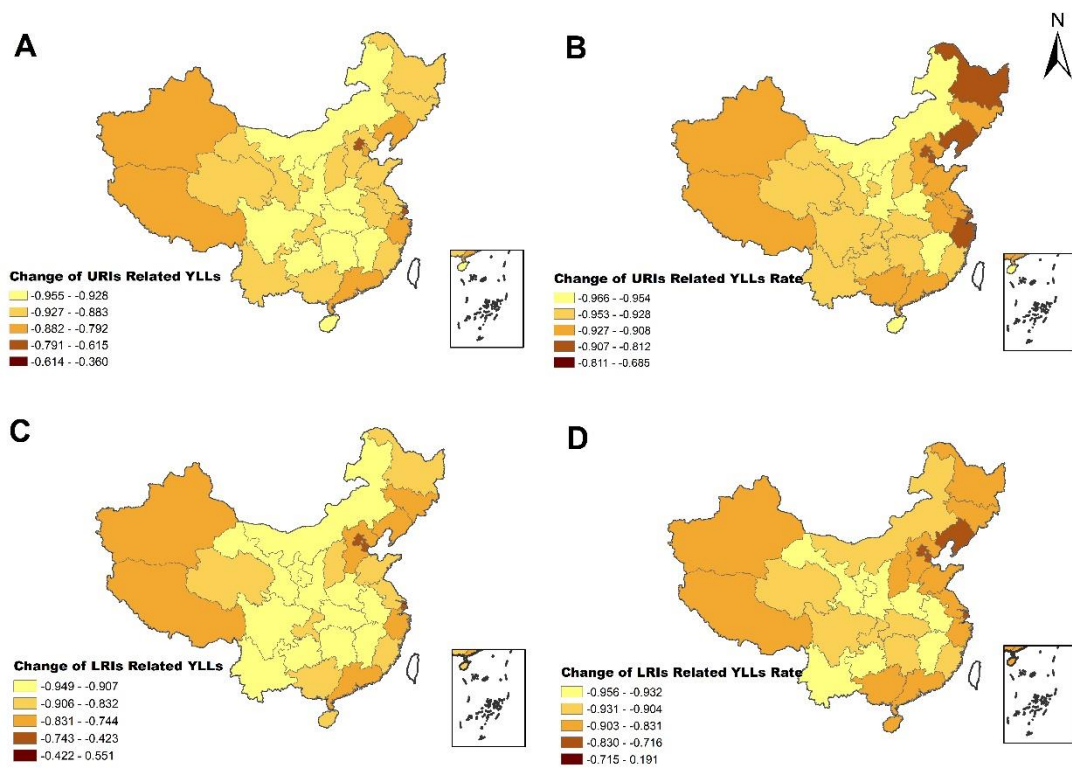 A
B
N
Change of URIs Related YLLs
-0.955 - -0.928
-0.927 - -0.883
-0.882 - -0.792
-0.791 - -0.615
-0.614 - -0.360
Change of URIs Related YLLs Rate
-0.966 - -0.954
-0.953 - -0.928
-0.927 - -0.908
-0.907 - -0.812
-0.811 - -0.685
C
D
Change of LRIs Related YLLs
-0.949 - -0.907
-0.906 - -0.832
-0.831 - -0.744
-0.743 - -0.423
-0.422 - 0.551
Change of LRIs Related YLLs Rate
-0.956 - -0.932
-0.931 - -0.904
-0.903 - -0.831
-0.830 - -0.716
-0.715 - 0.191